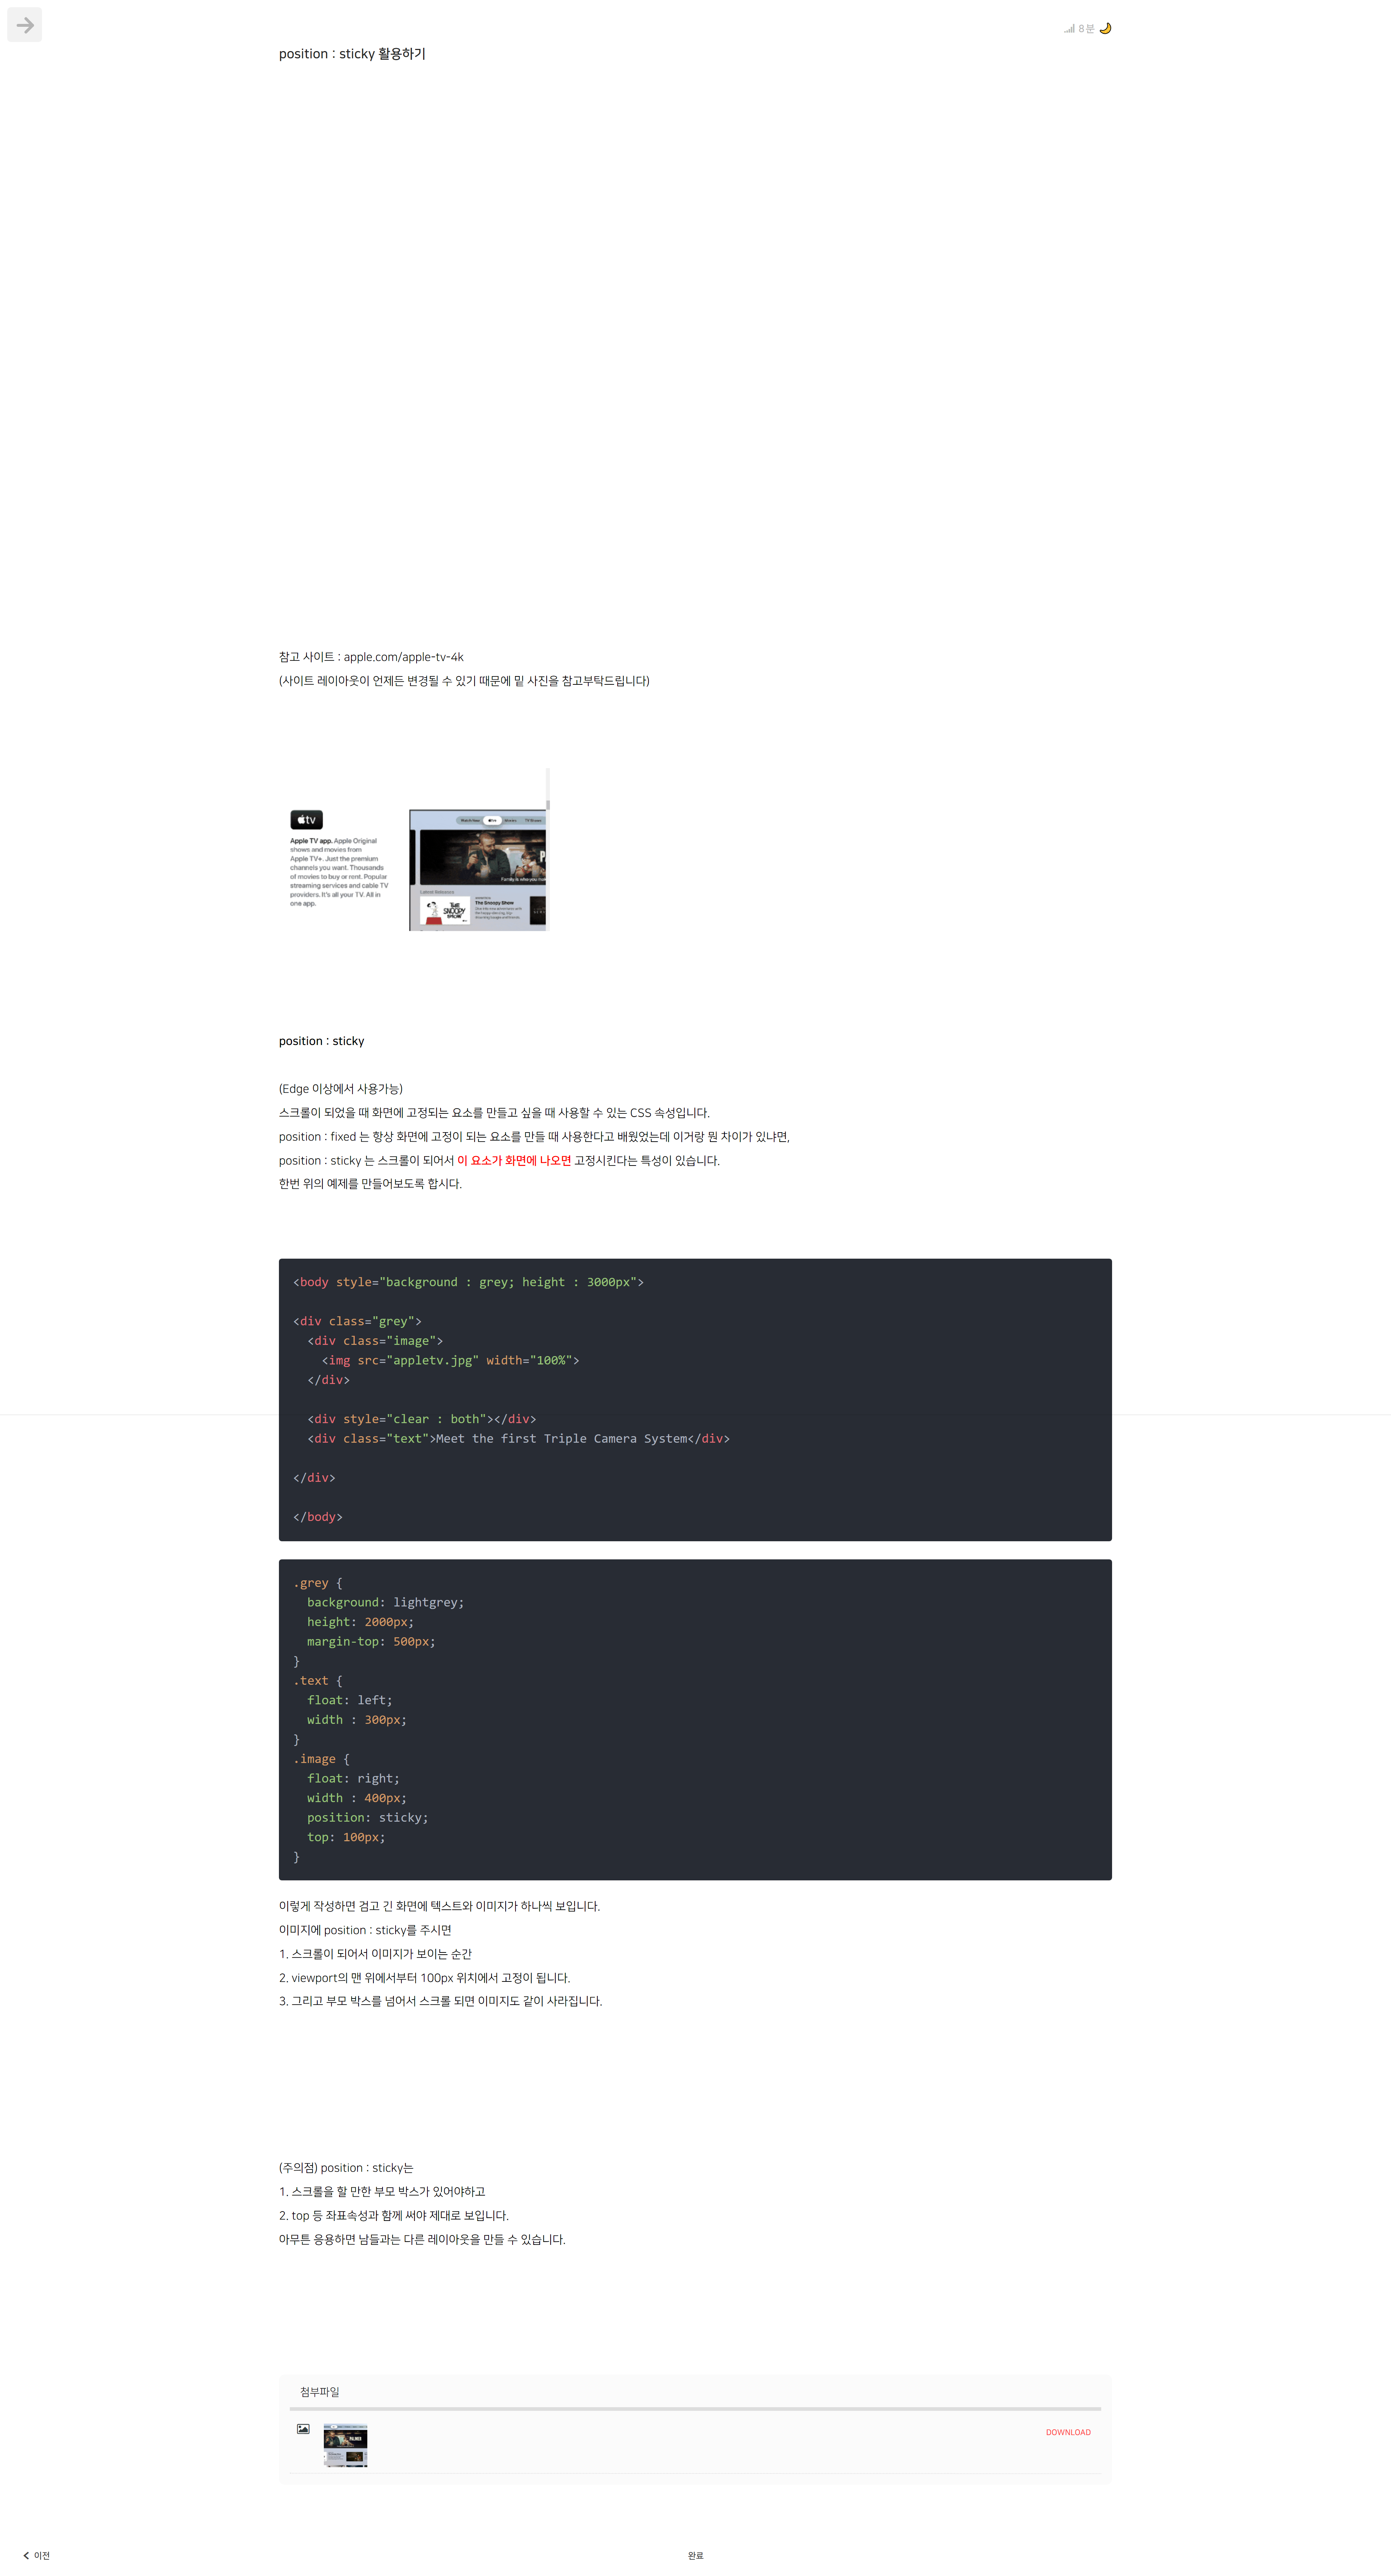 8분
position : sticky 활용하기
참고 사이트 : apple.com/apple-tv-4k
(사이트 레이아웃이 언제든 변경될 수 있기 때문에 밑 사진을 참고부탁드립니다)
tv
Apple TV app. Apple Original
shows and movies from
Apple TV+. Just the premium
channels you want. Thousands
of movies to buy or rent. Popular
streaming services and cable TV
providers. It's all your TV. All in
one app.
Latest Releases
THE SNOOPY SHOW
The Snoopy Show
position : sticky
(Edge 이상에서 사용가능)
스크롤이 되었을 때 화면에 고정되는 요소를 만들고 싶을 때 사용할 수 있는 CSS 속성입니다.
position : fixed 는 항상 화면에 고정이 되는 요소를 만들 때 사용한다고 배웠었는데 이거랑 뭔 차이가 있냐면,
position : sticky 는 스크롤이 되어서 이 요소가 화면에 나오면 고정시킨다는 특성이 있습니다.
한번 위의 예제를 만들어보도록 합시다.
<body style="background : grey; height : 3000px">
<div class="grey">
<div class="image">
<img src="appletv.jpg" width="100%">
</div>
<div style="clear : both"></div>
<div class="text">Meet the first Triple Camera System</div>
</div>
</body>
.grey {
background: lightgrey;
height: 2000px;
margin-top: 500px;
}
.text {
float: left;
width : 300px;
}
.image {
float: right;
width : 400px;
position: sticky;
top: 100px;
}
이렇게 작성하면 검고 긴 화면에 텍스트와 이미지가 하나씩 보입니다.
이미지에 position : sticky를 주시면
1. 스크롤이 되어서 이미지가 보이는 순간
2. viewport의 맨 위에서부터 100px 위치에서 고정이 됩니다.
3. 그리고 부모 박스를 넘어서 스크롤 되면 이미지도 같이 사라집니다.
(주의점) position : sticky는
1. 스크롤을 할 만한 부모 박스가 있어야하고
2. top 등 좌표속성과 함께 써야 제대로 보입니다.
아무튼 응용하면 남들과는 다른 레이아웃을 만들 수 있습니다.
첨부파일
PALMER
DOWNLOAD
이전
완료